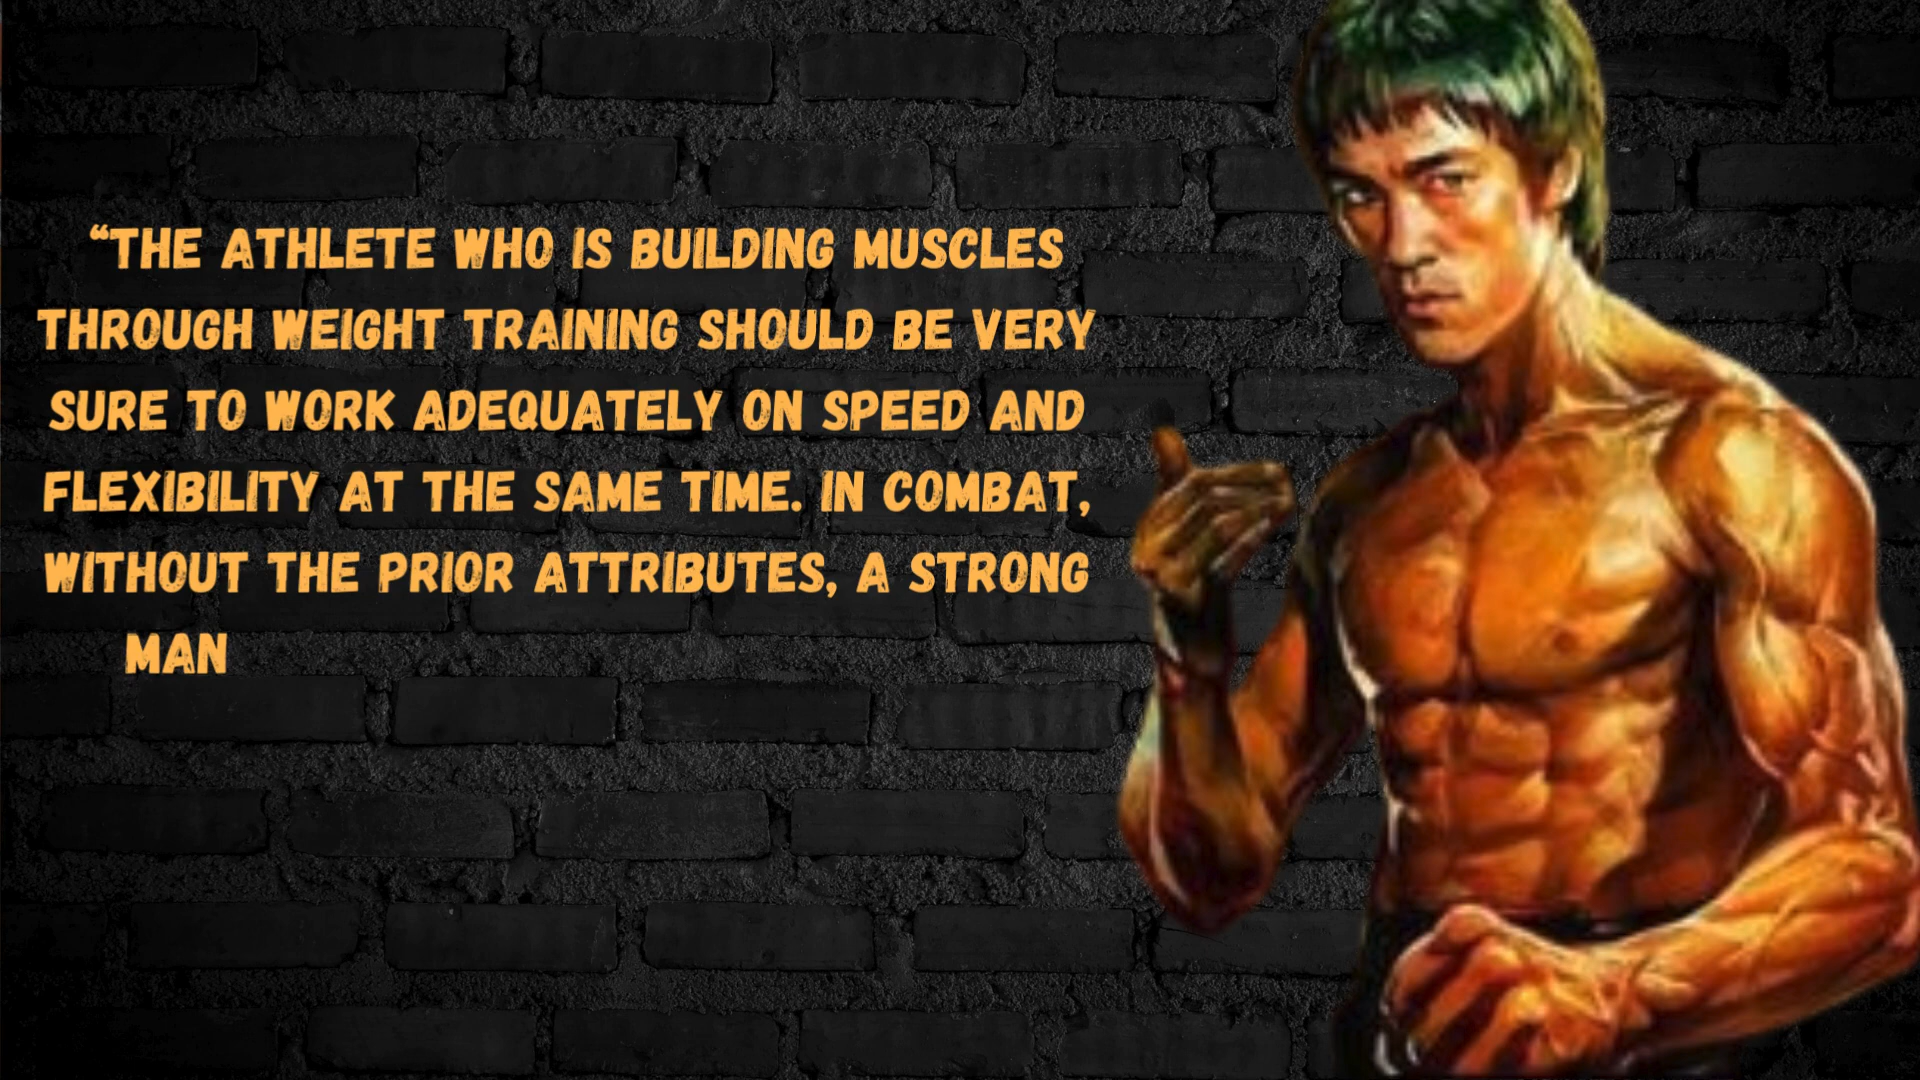 “THE ATHLETE WHO IS BUILDING MUSCLES
THROUGH WEIGHT TRAINING SHOULD BE VERY
SURE TO WORK ADEQUATELY ON SPEED AND
FLEXIBILITY AT THE SAME TIME. IN COMBAT,
WITHOUT THE PRIOR ATTRIBUTES, A STRONG
MAN